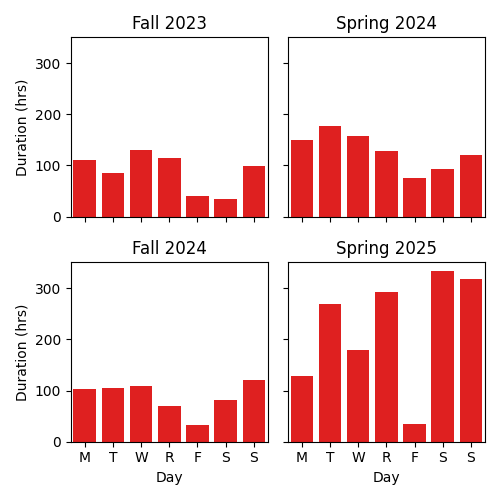 Fall 2023
Spring 2024
Duration (hrs)
300
200
100
0
Fall 2024
Spring 2025
Duration (hrs)
300
200
100
0
M T W R F S S
M T W R F S S
Day
Day